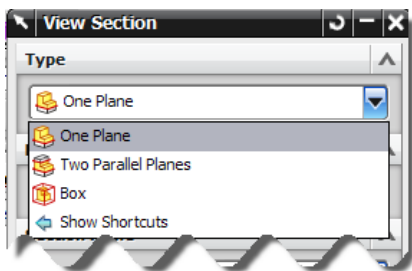 View Section
Type
One Plane
One Plane
Two Parallel Planes
Box
Show Shortcuts